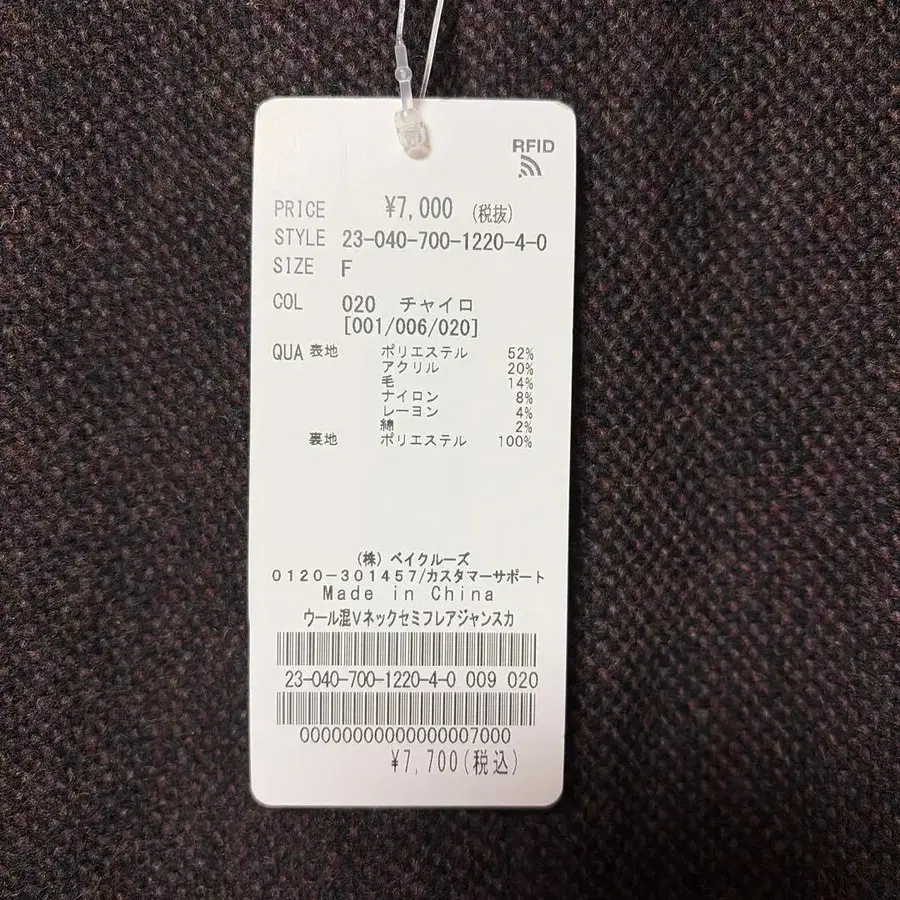 RFID
PRICE ¥7,000 (税抜)
STYLE 23-040-700-1220-4-0
SIZE F
COL 020 チャイロ
[001/006/020]
QUA 表地 ポリエステル 52%
アクリル 20%
毛 14%
ナイロン 8%
レーヨン 4%
綿 2%
裏地 ポリエステル 100%
(株) ベイクルーズ
0120-301457/カスタマーサポート
Made in China
ウール混Vネックセミフレアジャンスカ
23-040-700-1220-4-0 009 020
00000000000000007000
¥7,700(税込)